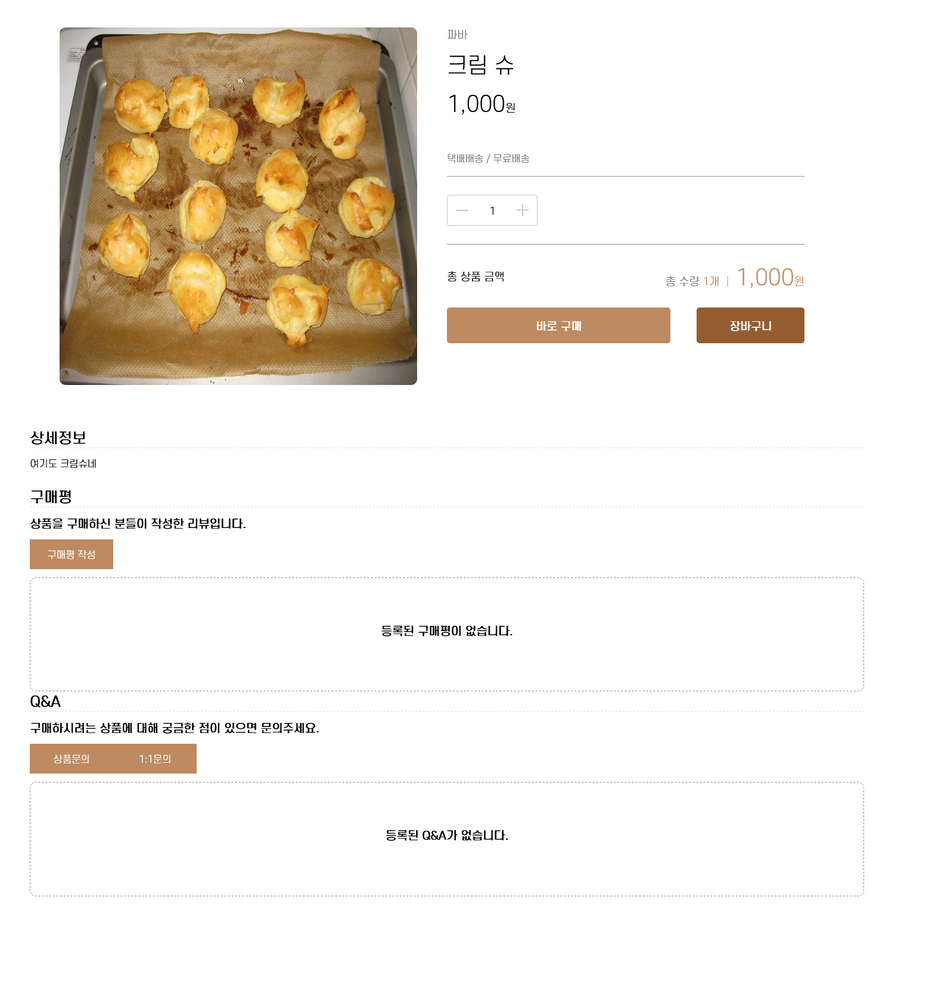 파바
크림 슈
1,000원
택배배송 / 무료배송
1
총 상품 금액
총 수량 1개 | 1,000원
바로 구매
장바구니
상세정보
여기도 크림슈네
구매평
상품을 구매하신 분들이 작성한 리뷰입니다.
구매평 작성
등록된 구매평이 없습니다.
Q&A
구매하시려는 상품에 대해 궁금한 점이 있으면 문의주세요.
상품문의
1:1문의
등록된 Q&A가 없습니다.